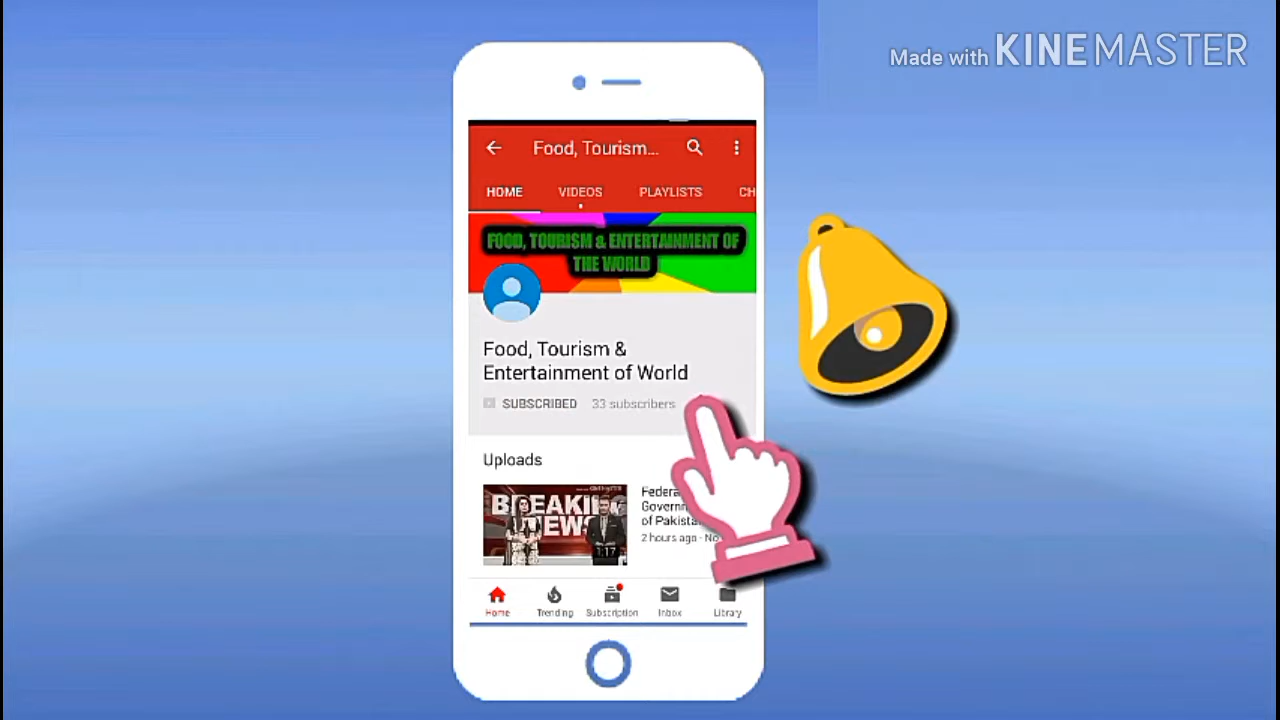 Made with KINEMASTER
Food, Tourism...
HOME VIDEOS PLAYLISTS CH
FOOD, TOURISM & ENTERTAINMENT OF
THE WORLD
Food, Tourism &
Entertainment of World
SUBSCRIBED 33 subscribers
Uploads
BREAKING
NEWS
1:17
Federa
Governm
of Pakista
2 hours ago · No
Home Trending Subscription Inbox Library